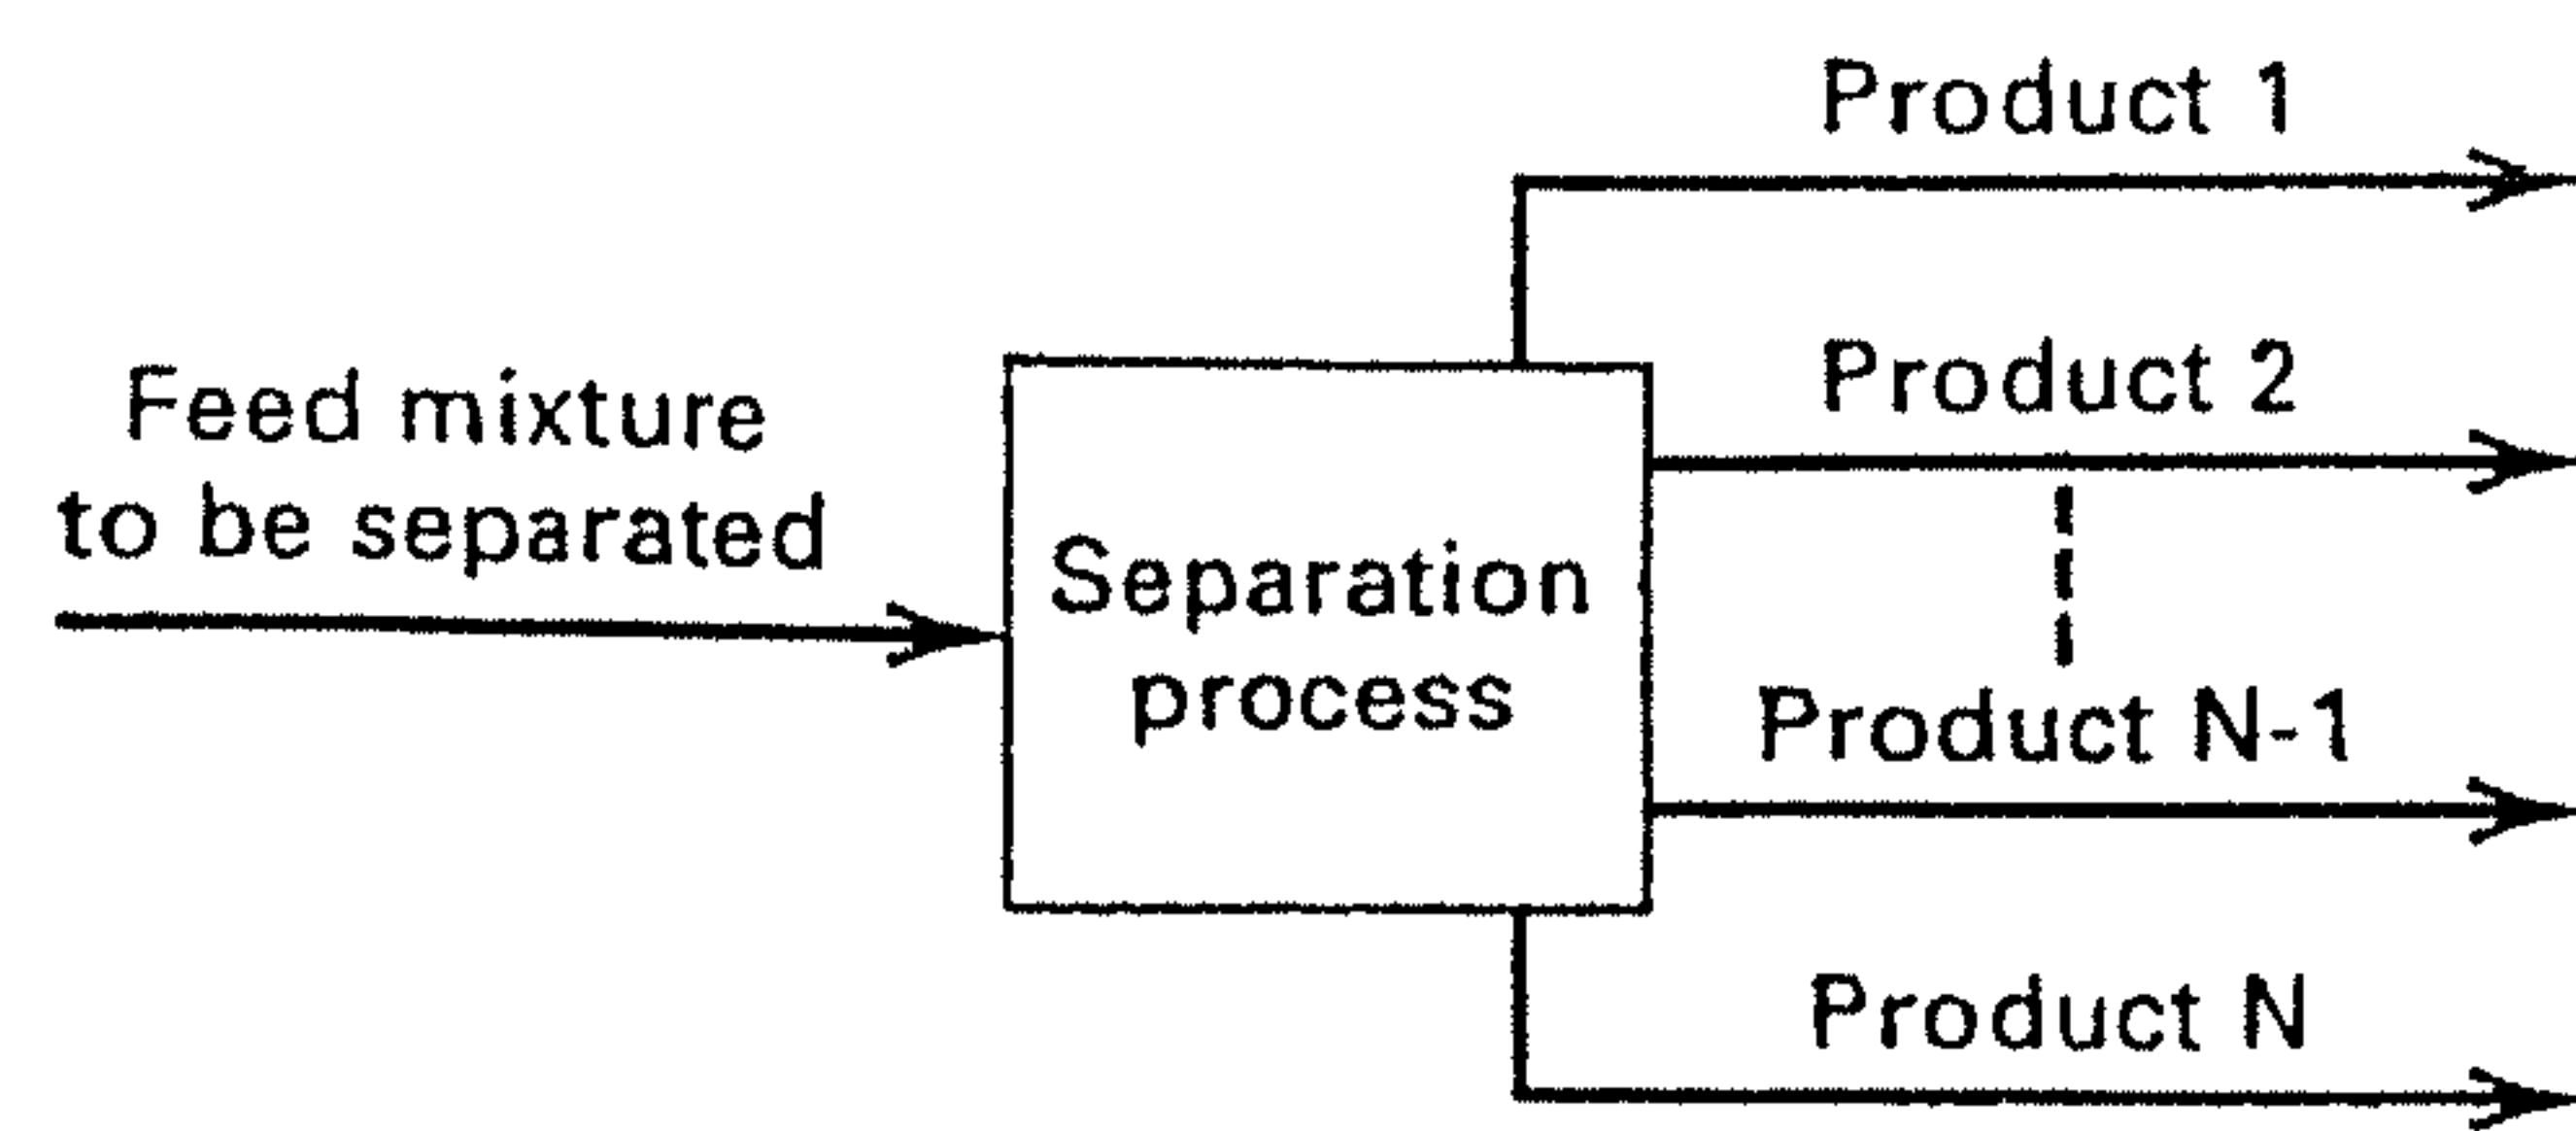 Feed mixture
to be separated
Separation
process
Product 1
Product 2
Product N-1
Product N